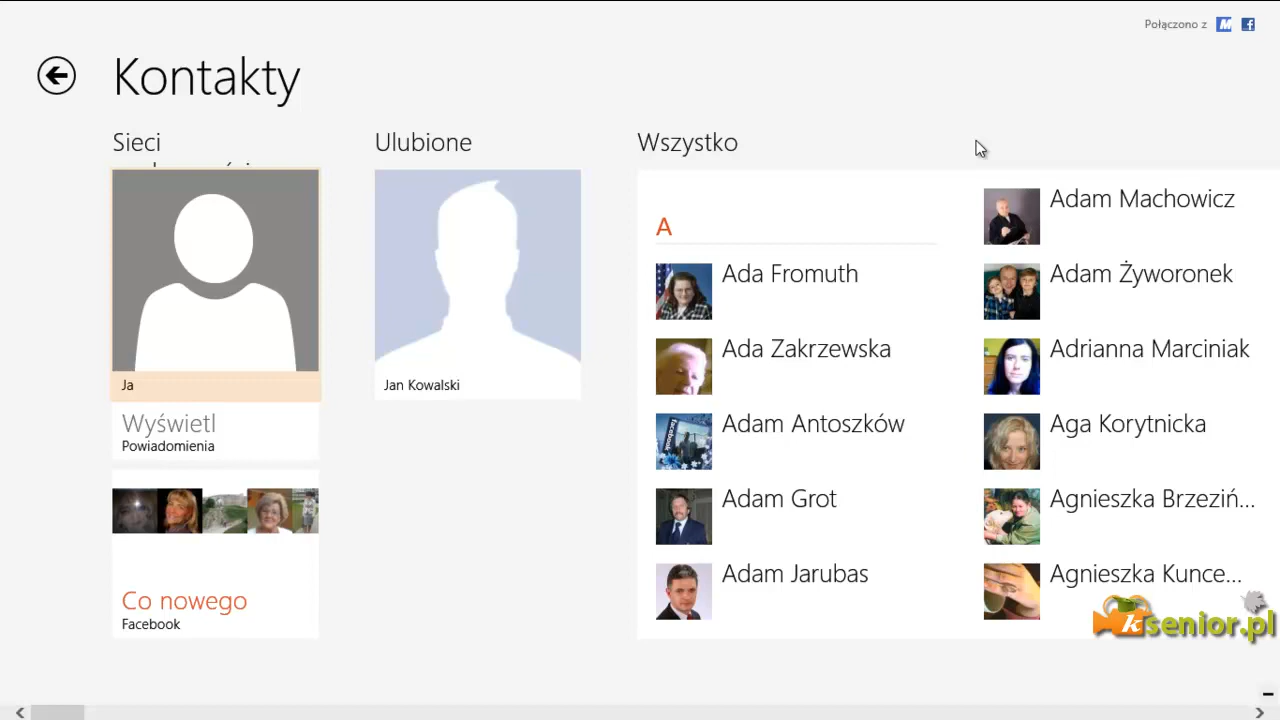 Połączono z
Kontakty
Sieci
Ja
Wyświetl
Powiadomienia
Co nowego
Facebook
Ulubione
Jan Kowalski
Wszystko
A
Ada Fromuth
Ada Zakrzewska
Adam Antoszków
Adam Grot
Adam Jarubas
Adam Machowicz
Adam Żyworonek
Adrianna Marciniak
Aga Korytnicka
Agnieszka Brzeziń...
Agnieszka Kunce...
ksenior.pl